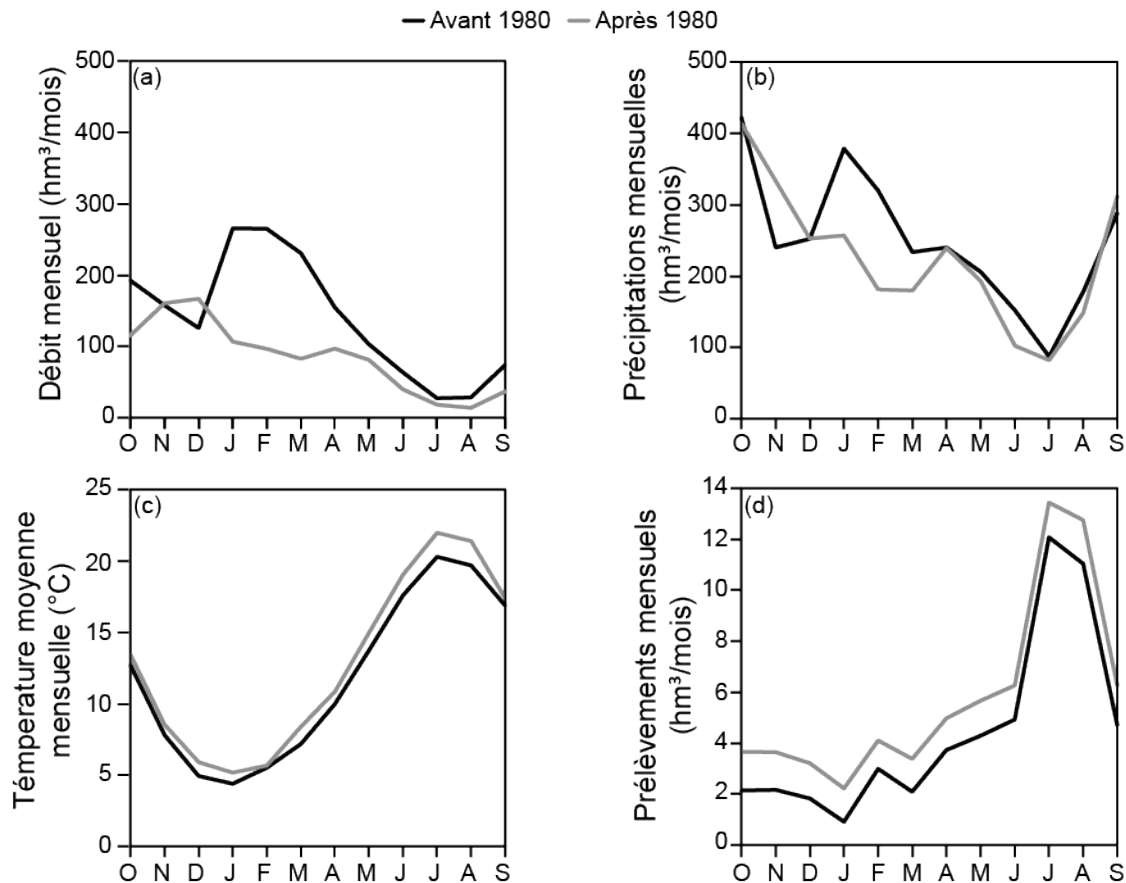 Avant 1980 Après 1980
(a)
Débit mensuel (hm³/mois)
500
400
300
200
100
0
O N D J F M A M J J A S
(b)
Précipitations mensuelles
(hm³/mois)
500
400
300
200
100
0
O N D J F M A M J J A S
(c)
Témperature moyenne
mensuelle (°C)
25
20
15
10
5
0
O N D J F M A M J J A S
(d)
Prélèvements mensuels
(hm³/mois)
14
12
10
8
6
4
2
0
O N D J F M A M J J A S